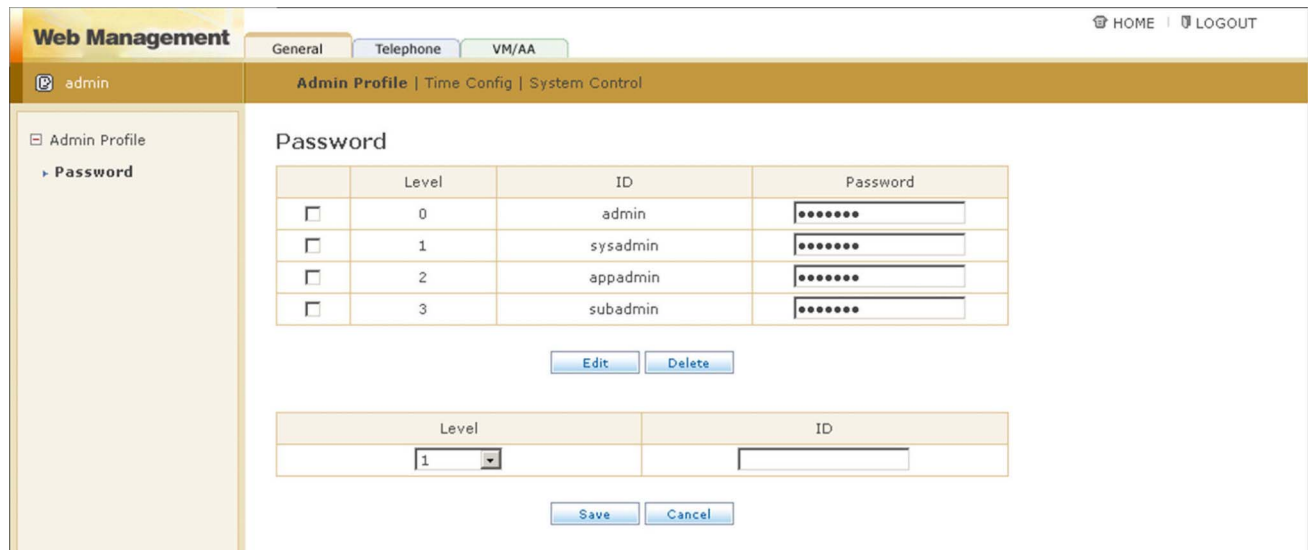 HOME | LOGOUT
Web Management
General Telephone VM/AA
admin
Admin Profile | Time Config | System Control
Admin Profile
Password
Password
Level ID Password
0 admin •••••••
1 sysadmin •••••••
2 appadmin •••••••
3 subadmin •••••••
Edit Delete
Level ID
1
Save Cancel